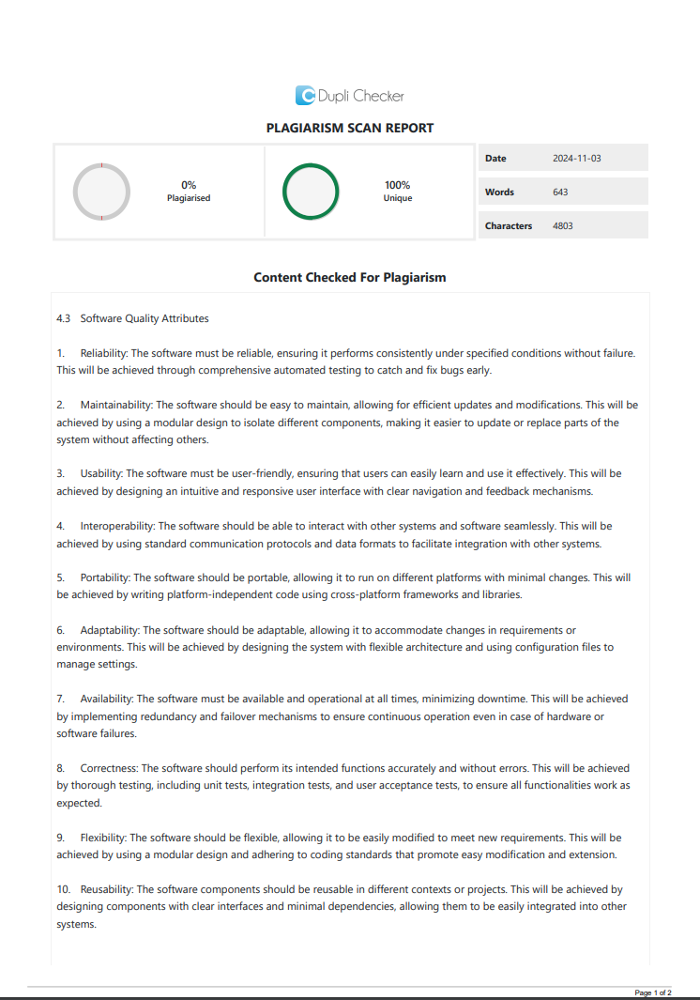 Dupli Checker
PLAGIARISM SCAN REPORT
0%
Plagiarised
100%
Unique
Date 2024-11-03
Words 643
Characters 4803
Content Checked For Plagiarism
4.3 Software Quality Attributes
1. Reliability: The software must be reliable, ensuring it performs consistently under specified conditions without failure.
This will be achieved through comprehensive automated testing to catch and fix bugs early.
2. Maintainability: The software should be easy to maintain, allowing for efficient updates and modifications. This will be
achieved by using a modular design to isolate different components, making it easier to update or replace parts of the
system without affecting others.
3. Usability: The software must be user-friendly, ensuring that users can easily learn and use it effectively. This will be
achieved by designing an intuitive and responsive user interface with clear navigation and feedback mechanisms.
4. Interoperability: The software should be able to interact with other systems and software seamlessly. This will be
achieved by using standard communication protocols and data formats to facilitate integration with other systems.
5. Portability: The software should be portable, allowing it to run on different platforms with minimal changes. This will
be achieved by writing platform-independent code using cross-platform frameworks and libraries.
6. Adaptability: The software should be adaptable, allowing it to accommodate changes in requirements or
environments. This will be achieved by designing the system with flexible architecture and using configuration files to
manage settings.
7. Availability: The software must be available and operational at all times, minimizing downtime. This will be achieved
by implementing redundancy and failover mechanisms to ensure continuous operation even in case of hardware or
software failures.
8. Correctness: The software should perform its intended functions accurately and without errors. This will be achieved
by thorough testing, including unit tests, integration tests, and user acceptance tests, to ensure all functionalities work as
expected.
9. Flexibility: The software should be flexible, allowing it to be easily modified to meet new requirements. This will be
achieved by using a modular design and adhering to coding standards that promote easy modification and extension.
10. Reusability: The software components should be reusable in different contexts or projects. This will be achieved by
designing components with clear interfaces and minimal dependencies, allowing them to be easily integrated into other
systems.
Page 1 of 2